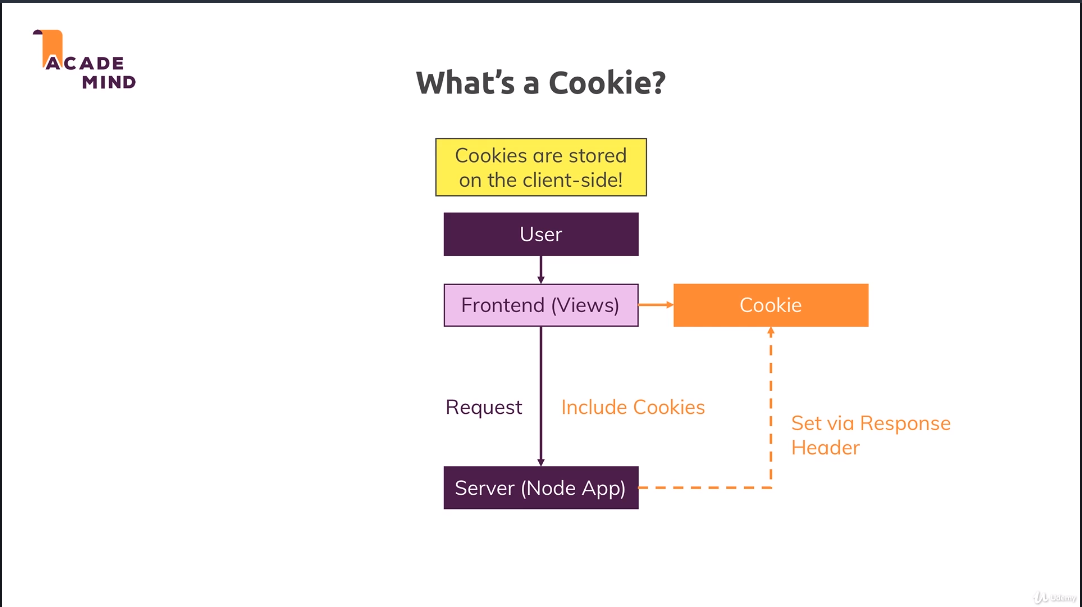 ACADE
MIND
What's a Cookie?
Cookies are stored
on the client-side!
User
Frontend (Views)
Cookie
Request
Include Cookies
Set via Response
Header
Server (Node App)
Udemy